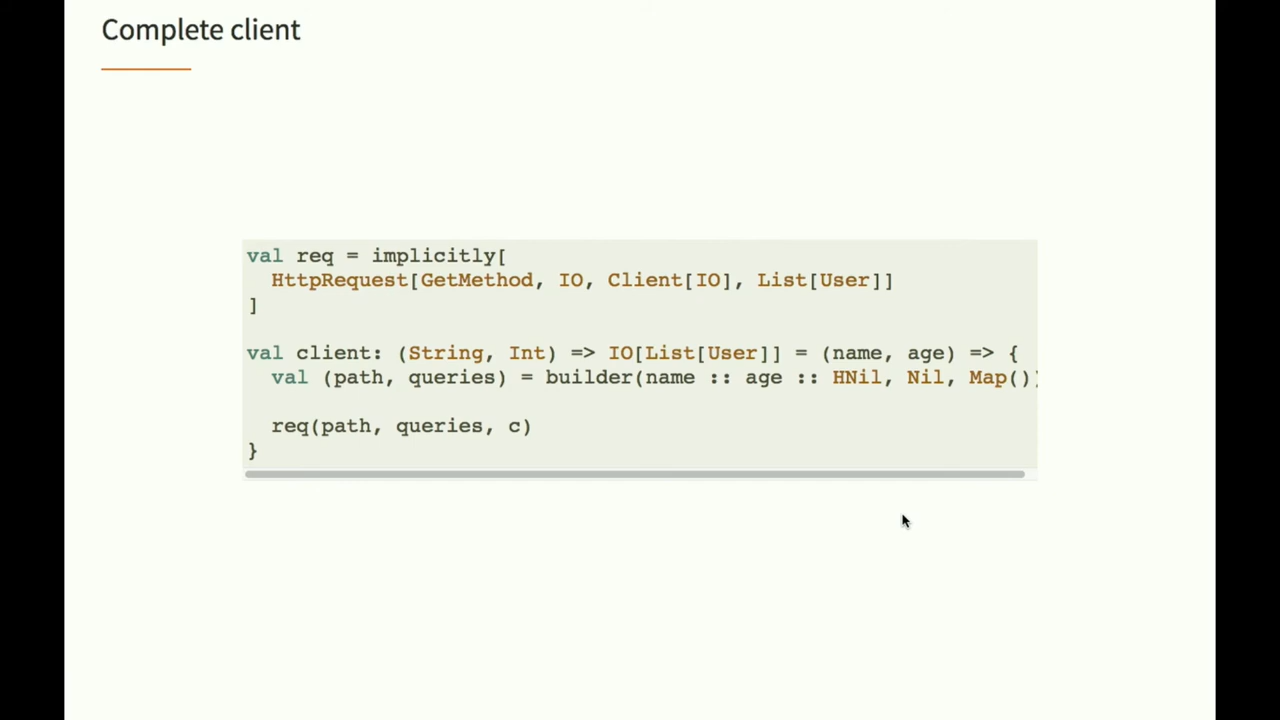 Complete client
val req = implicitly[
  HttpRequest[GetMethod, IO, Client[IO], List[User]]
]
val client: (String, Int) => IO[List[User]] = (name, age) => {
  val (path, queries) = builder(name :: age :: HNil, Nil, Map())
  req(path, queries, c)
}